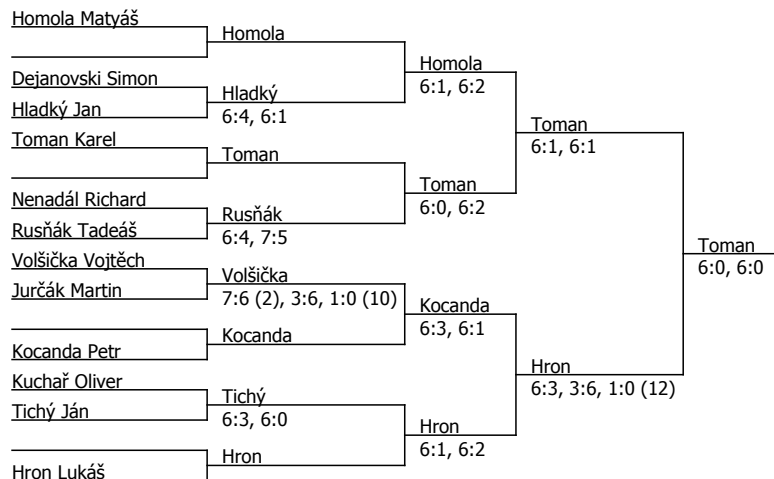 Homola Matyáš
Homola
Homola
6:1, 6:2
Dejanovski Simon
Hladký
6:4, 6:1
Hladký Jan
Toman
6:1, 6:1
Toman Karel
Toman
Toman
6:0, 6:2
Nenadál Richard
Rusňák
6:4, 7:5
Rusňák Tadeáš
Toman
6:0, 6:0
Volšička Vojtěch
Volšička
7:6 (2), 3:6, 1:0 (10)
Jurčák Martin
Kocanda
6:3, 6:1
Kocanda
Kocanda Petr
Hron
6:3, 3:6, 1:0 (12)
Kuchař Oliver
Tichý
6:3, 6:0
Tichý Ján
Hron
6:1, 6:2
Hron
Hron Lukáš